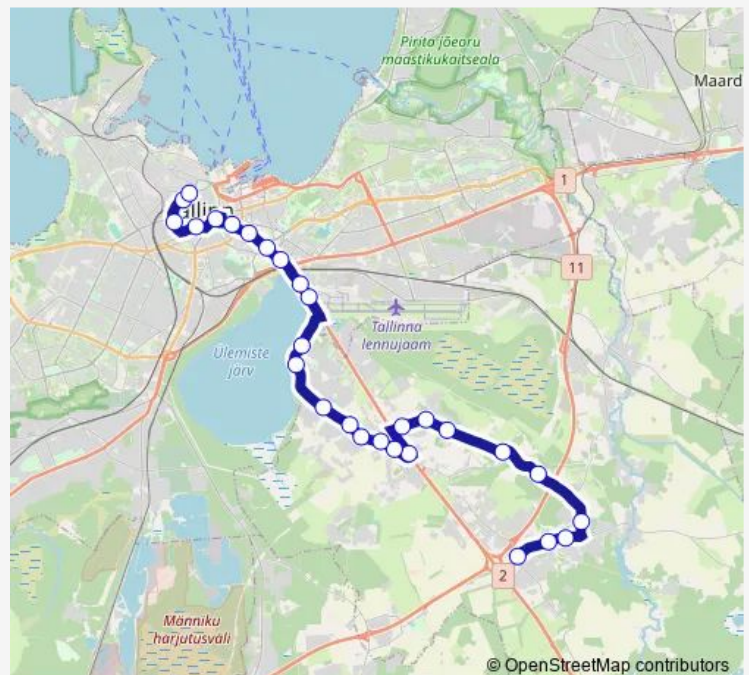 Pirita jõeoru
maastikukaitseala
Maard
1
11
Tallinna
lennujaam
Ülemiste
järv
2
Männiku
harjutusväli
© OpenStreetMap contributors